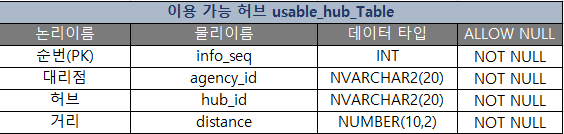 이용 가능 허브 usable_hub_Table
논리이름 물리이름 데이터 타입 ALLOW NULL
순번(PK) info_seq INT NOT NULL
대리점 agency_id NVARCHAR2(20) NOT NULL
허브 hub_id NVARCHAR2(20) NOT NULL
거리 distance NUMBER(10,2) NOT NULL